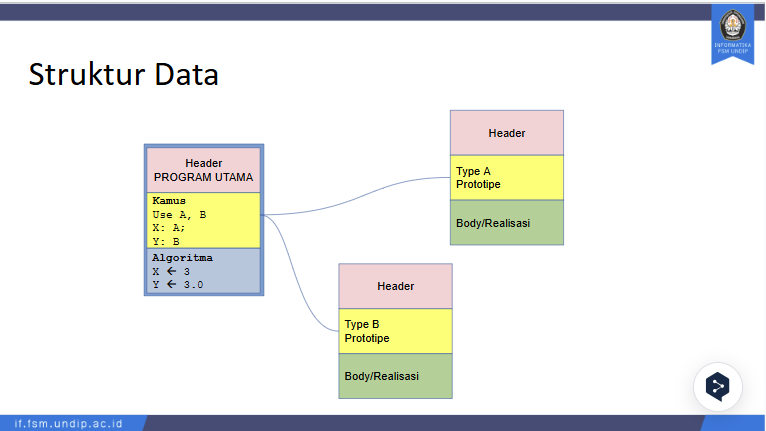 INFORMATIKA
FSM UNDIP
Struktur Data
Header
PROGRAM UTAMA
Kamus
Use A, B
X: A;
Y: B
Algoritma
X ← 3
Y ← 3.0
Header
Type A
Prototipe
Body/Realisasi
Header
Type B
Prototipe
Body/Realisasi
if.fsm.undip.ac.id